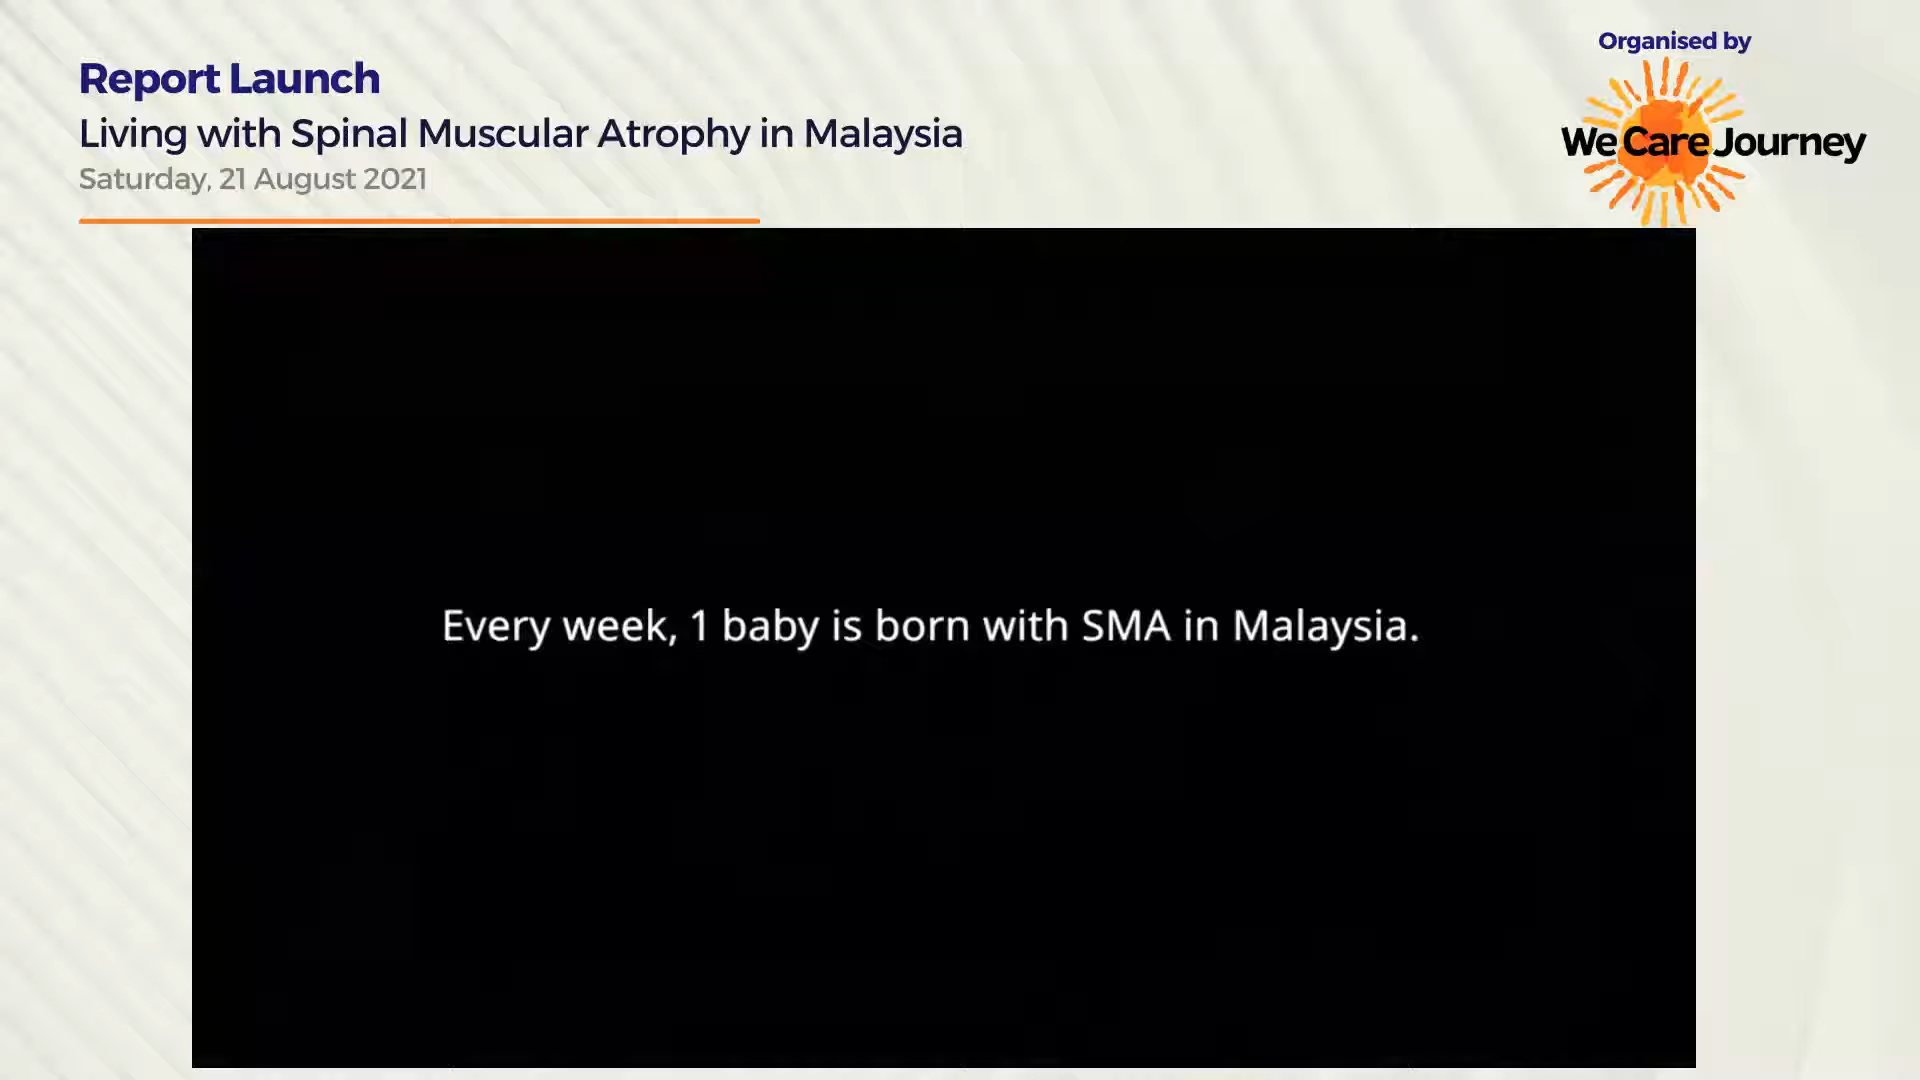 Report Launch
Living with Spinal Muscular Atrophy in Malaysia
Saturday, 21 August 2021
Organised by
We Care Journey
Every week, 1 baby is born with SMA in Malaysia.